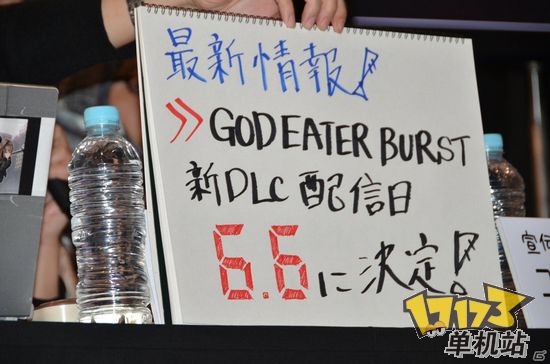 最新情報!
>> GOD EATER BURST
新DLC 配信日
6.6に決定!
17173
单机站